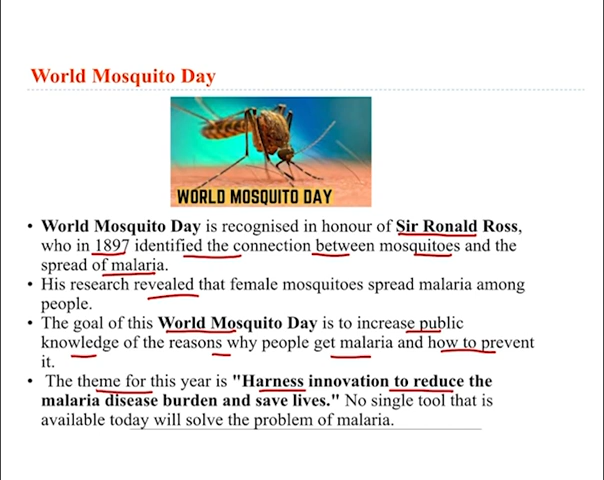 World Mosquito Day
WORLD MOSQUITO DAY
• World Mosquito Day is recognised in honour of Sir Ronald Ross,
who in 1897 identified the connection between mosquitoes and the
spread of malaria.
• His research revealed that female mosquitoes spread malaria among
people.
• The goal of this World Mosquito Day is to increase public
knowledge of the reasons why people get malaria and how to prevent
it.
• The theme for this year is "Harness innovation to reduce the
malaria disease burden and save lives." No single tool that is
available today will solve the problem of malaria.